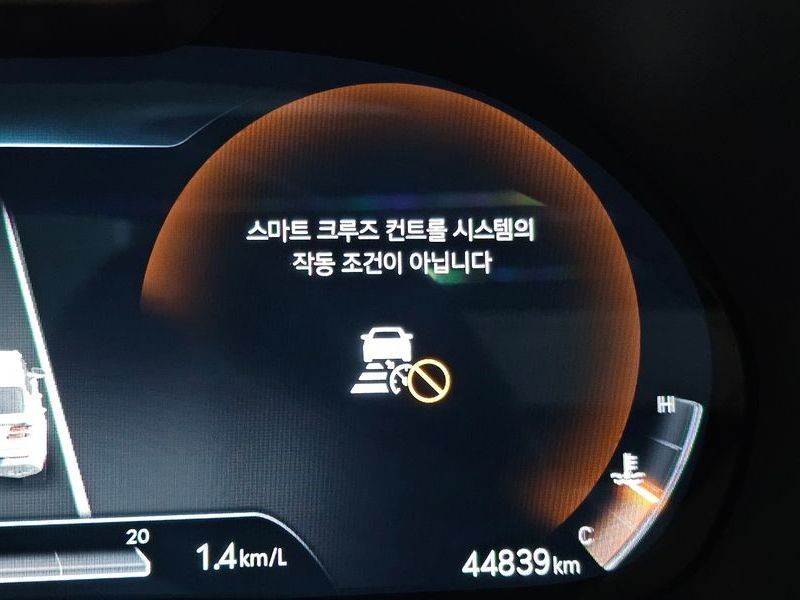 스마트 크루즈 컨트롤 시스템의
작동 조건이 아닙니다
H
C
20
1.4km/L
44839km